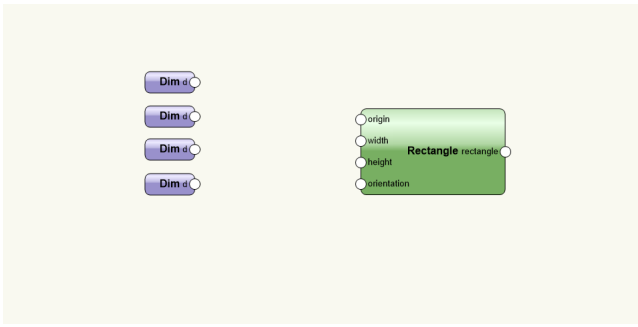 Dim d
Dim d
Dim d
Dim d
origin
width
Rectangle rectangle
height
orientation